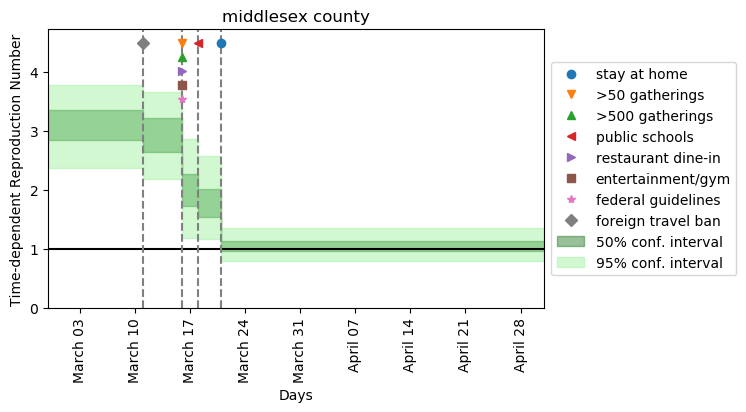 middlesex county
Time-dependent Reproduction Number
4
3
2
1
0
March 03
March 10
March 17
March 24
March 31
April 07
April 14
April 21
April 28
Days
stay at home
>50 gatherings
>500 gatherings
public schools
restaurant dine-in
entertainment/gym
federal guidelines
foreign travel ban
50% conf. interval
95% conf. interval